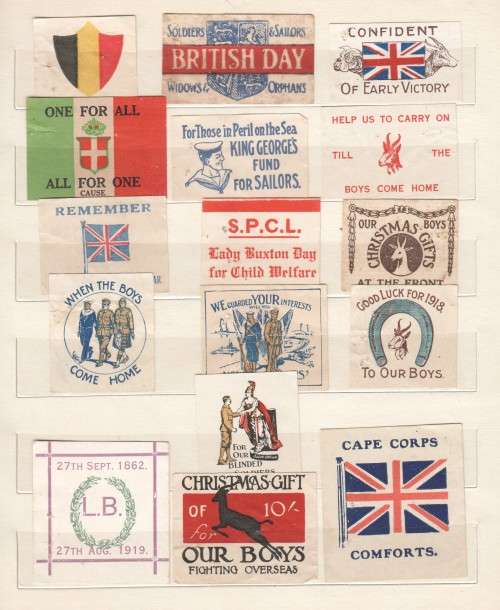 SOLDIERS & SAILORS
BRITISH DAY
WIDOWS & ORPHANS
CONFIDENT
OF EARLY VICTORY
ONE FOR ALL
ALL FOR ONE
CAUSE
For Those in Peril on the Sea
KING GEORGE'S
FUND
FOR
SAILORS.
HELP US TO CARRY ON
TILL THE
BOYS COME HOME
REMEMBER
S.P.C.L.
Lady Buxton Day
for Child Welfare
OUR BOYS
CHRISTMAS GIFTS
AT THE FRONT
WHEN THE BOYS
COME HOME
WE GUARDED YOUR INTERESTS
GOOD LUCK FOR 1918.
TO OUR BOYS.
FOR
OUR
BLINDED
SOLDIERS
27TH SEPT. 1862.
L.B.
27TH AUG. 1919.
CHRISTMAS·GIFT
OF 10/-
for
OUR BOYS
FIGHTING OVERSEAS
CAPE CORPS
COMFORTS.